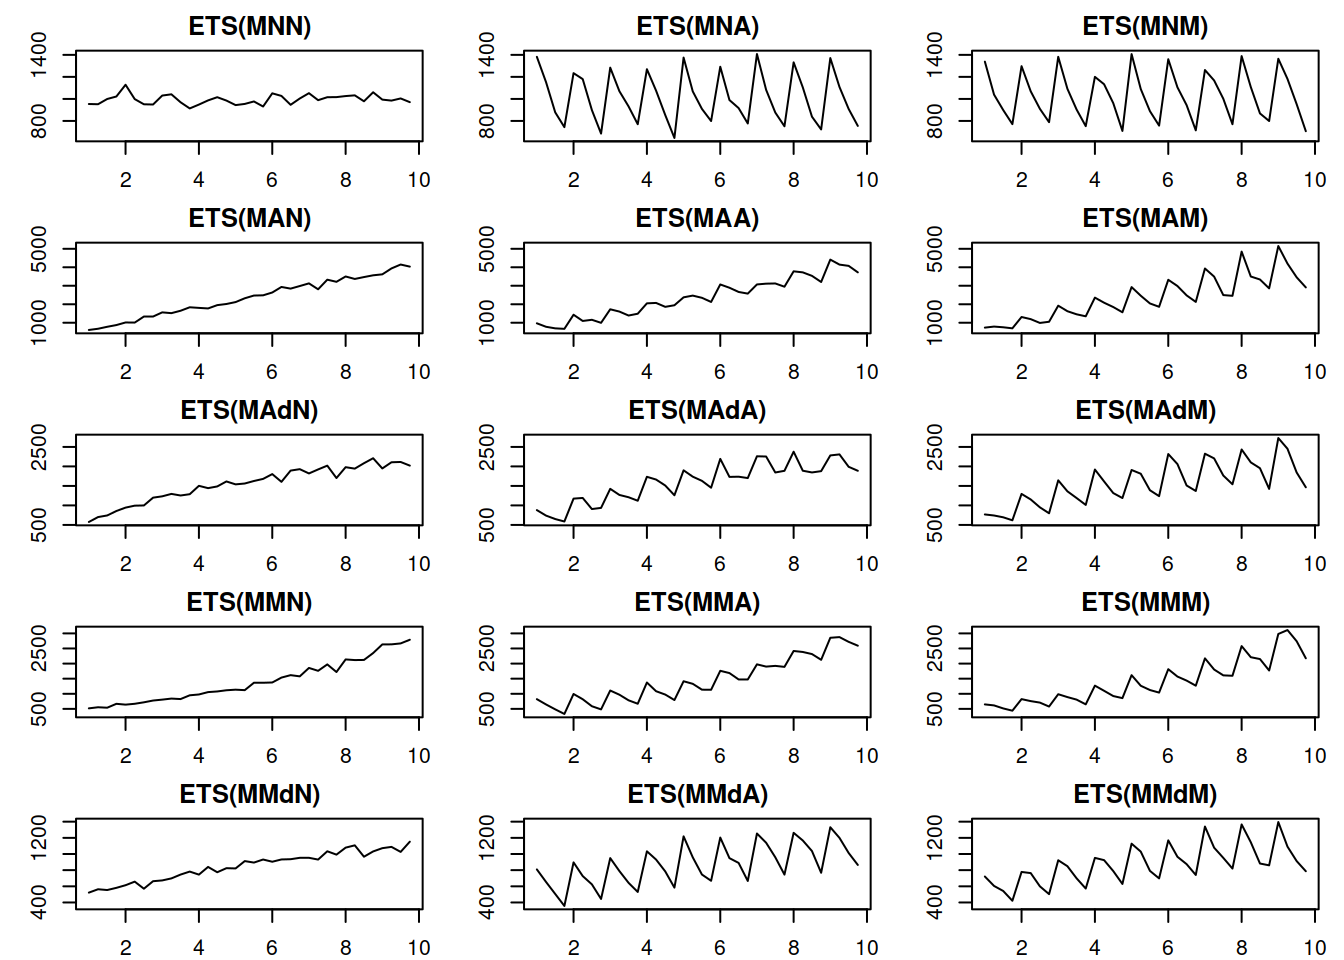 ETS(MNN) ETS(MNA) ETS(MNM)
1400 1400 1400
800 800 800
2 4 6 8 10 2 4 6 8 10 2 4 6 8 10
ETS(MAN) ETS(MAA) ETS(MAM)
5000 5000 5000
1000 1000 1000
2 4 6 8 10 2 4 6 8 10 2 4 6 8 10
ETS(MAdN) ETS(MAdA) ETS(MAdM)
2500 2500 2500
500 500 500
2 4 6 8 10 2 4 6 8 10 2 4 6 8 10
ETS(MMN) ETS(MMA) ETS(MMM)
2500 2500 2500
500 500 500
2 4 6 8 10 2 4 6 8 10 2 4 6 8 10
ETS(MMdN) ETS(MMdA) ETS(MMdM)
1200 1200 1200
400 400 400
2 4 6 8 10 2 4 6 8 10 2 4 6 8 10